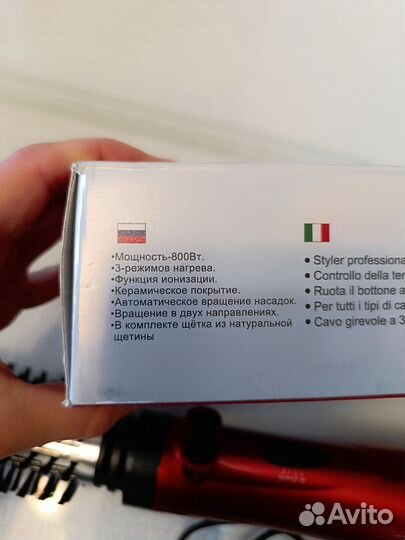 •Мощность-800Вт.
•3-режимов нагрева.
•Функция ионизации.
•Керамическое покрытие.
•Автоматическое вращение насадок.
•Вращение в двух направлениях.
•В комплекте щётка из натуральной
щетины
• Styler professiona
• Controllo della te
• Ruota il bottone a
• Per tutti i tipi di ca
• Cavo girevole a 3
Avito